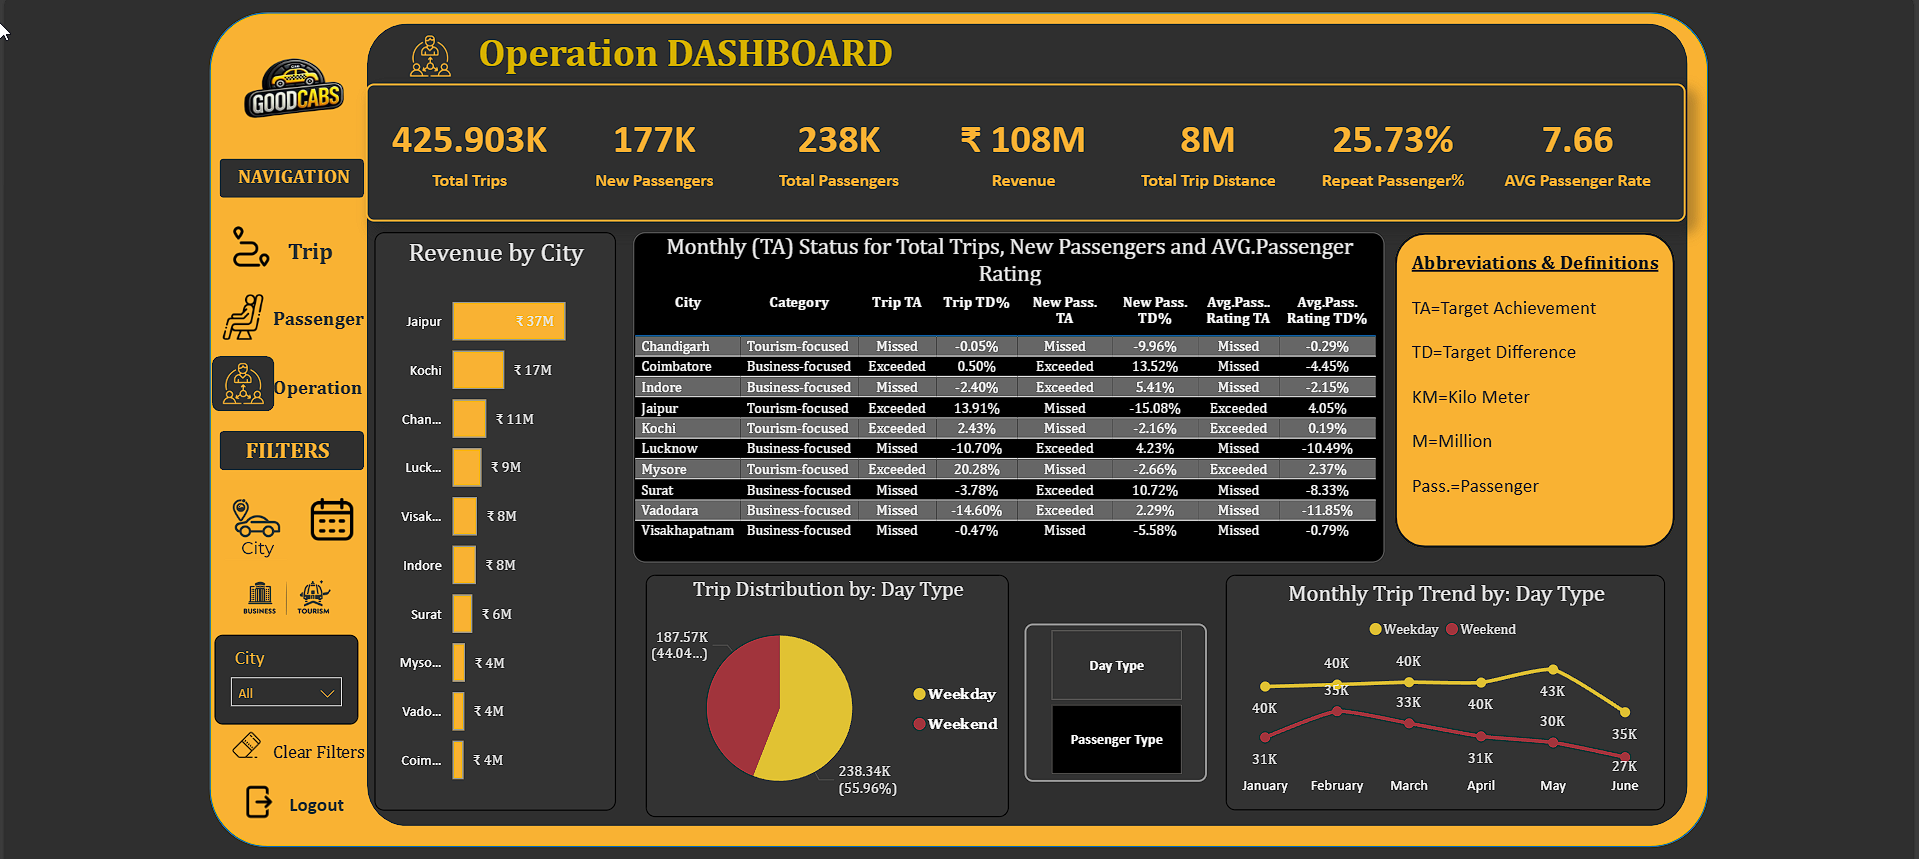 Operation DASHBOARD
GOODCABS
425.903K
Total Trips
177K
New Passengers
238K
Total Passengers
₹ 108M
Revenue
8M
Total Trip Distance
25.73%
Repeat Passenger%
7.66
AVG Passenger Rate
NAVIGATION
Trip
Passenger
Operation
FILTERS
City
BUSINESS
TOURISM
City
All
Clear Filters
Logout
Revenue by City
Jaipur ₹ 37M
Kochi ₹ 17M
Chan... ₹ 11M
Luck... ₹ 9M
Visak... ₹ 8M
Indore ₹ 8M
Surat ₹ 6M
Myso... ₹ 4M
Vado... ₹ 4M
Coim... ₹ 4M
Monthly (TA) Status for Total Trips, New Passengers and AVG.Passenger
Rating
City Category Trip TA Trip TD% New Pass. TA New Pass. TD% Avg.Pass.. Rating TA Avg.Pass. Rating TD%
Chandigarh Tourism-focused Missed -0.05% Missed -9.96% Missed -0.29%
Coimbatore Business-focused Exceeded 0.50% Exceeded 13.52% Missed -4.45%
Indore Business-focused Missed -2.40% Exceeded 5.41% Missed -2.15%
Jaipur Tourism-focused Exceeded 13.91% Missed -15.08% Exceeded 4.05%
Kochi Tourism-focused Exceeded 2.43% Missed -2.16% Exceeded 0.19%
Lucknow Business-focused Missed -10.70% Exceeded 4.23% Missed -10.49%
Mysore Tourism-focused Exceeded 20.28% Missed -2.66% Exceeded 2.37%
Surat Business-focused Missed -3.78% Exceeded 10.72% Missed -8.33%
Vadodara Business-focused Missed -14.60% Exceeded 2.29% Missed -11.85%
Visakhapatnam Business-focused Missed -0.47% Missed -5.58% Missed -0.79%
Abbreviations & Definitions
TA=Target Achievement
TD=Target Difference
KM=Kilo Meter
M=Million
Pass.=Passenger
Trip Distribution by: Day Type
187.57K
(44.04...)
Weekday
Weekend
238.34K
(55.96%)
Day Type
Passenger Type
Monthly Trip Trend by: Day Type
Weekday Weekend
40K 40K 40K 40K 43K 35K
31K 35K 33K 31K 30K 27K
January February March April May June